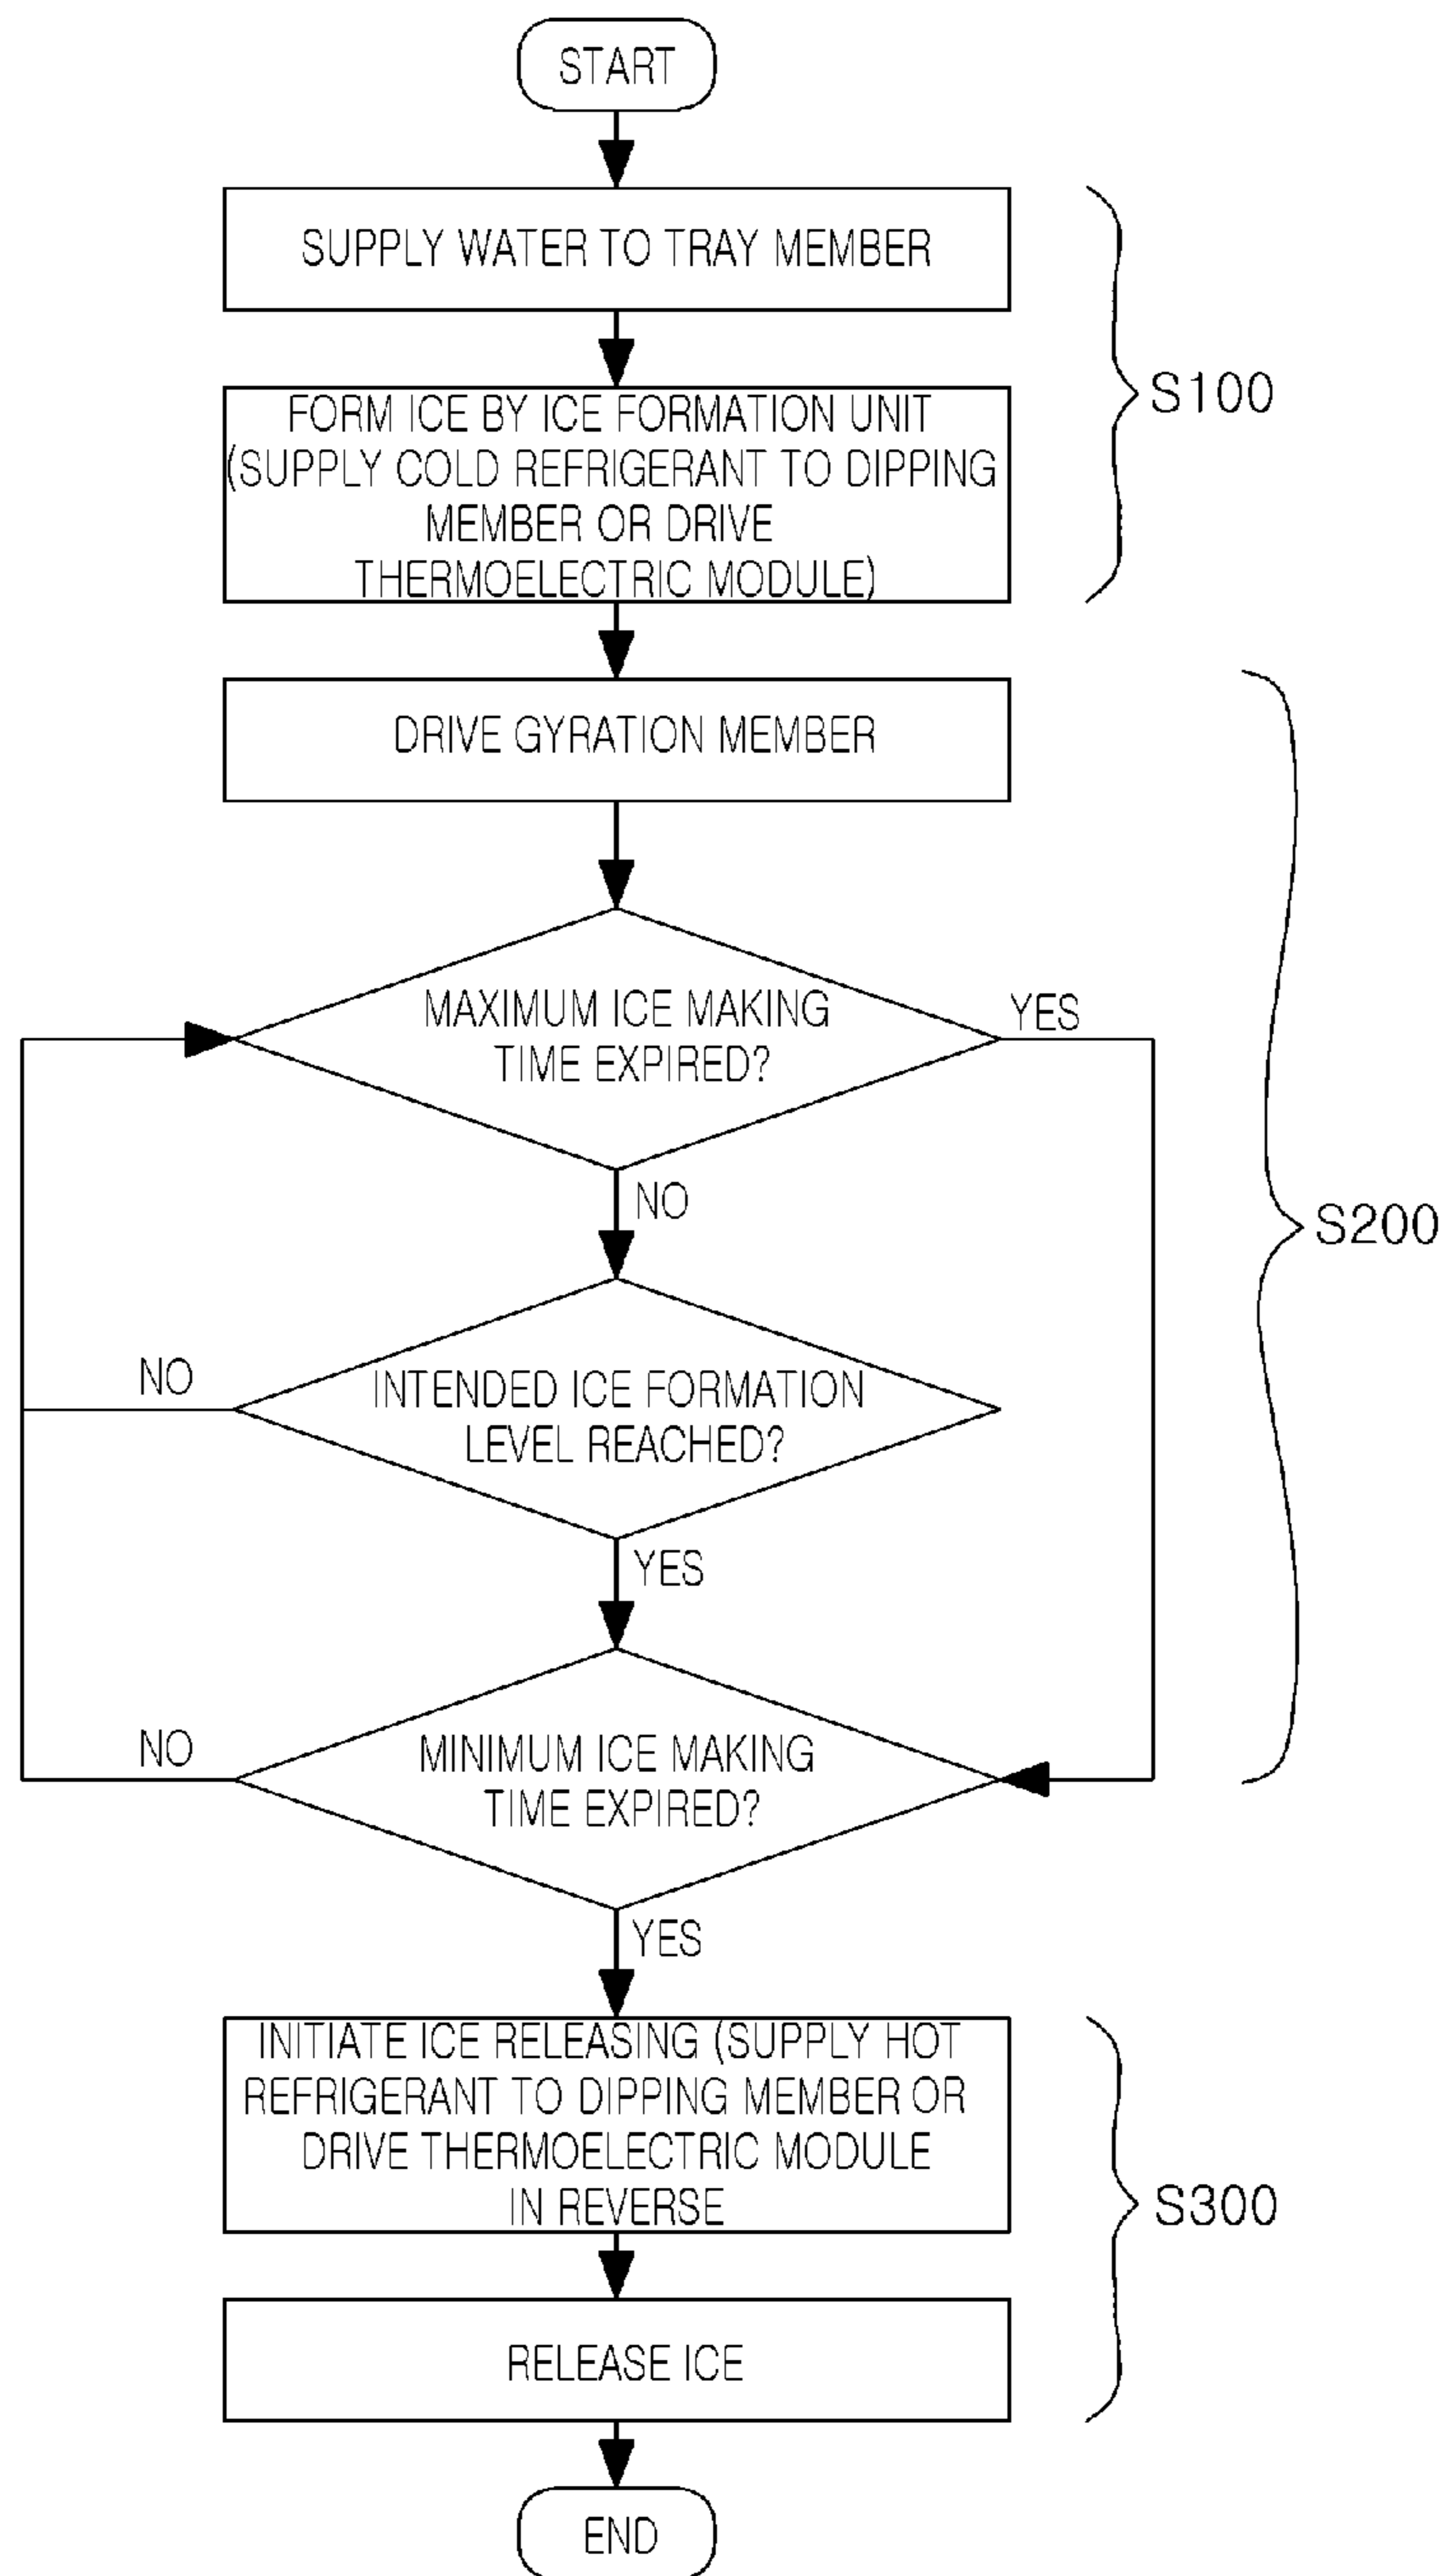 START
SUPPLY WATER TO TRAY MEMBER
S100
FORM ICE BY ICE FORMATION UNIT
(SUPPLY COLD REFRIGERANT TO DIPPING
MEMBER OR DRIVE
THERMOELECTRIC MODULE)
DRIVE GYRATION MEMBER
MAXIMUM ICE MAKING
TIME EXPIRED?
YES
NO
S200
INTENDED ICE FORMATION
LEVEL REACHED?
NO
YES
MINIMUM ICE MAKING
TIME EXPIRED?
NO
YES
INITIATE ICE RELEASING (SUPPLY HOT
REFRIGERANT TO DIPPING MEMBER OR
DRIVE THERMOELECTRIC MODULE
IN REVERSE
S300
RELEASE ICE
END